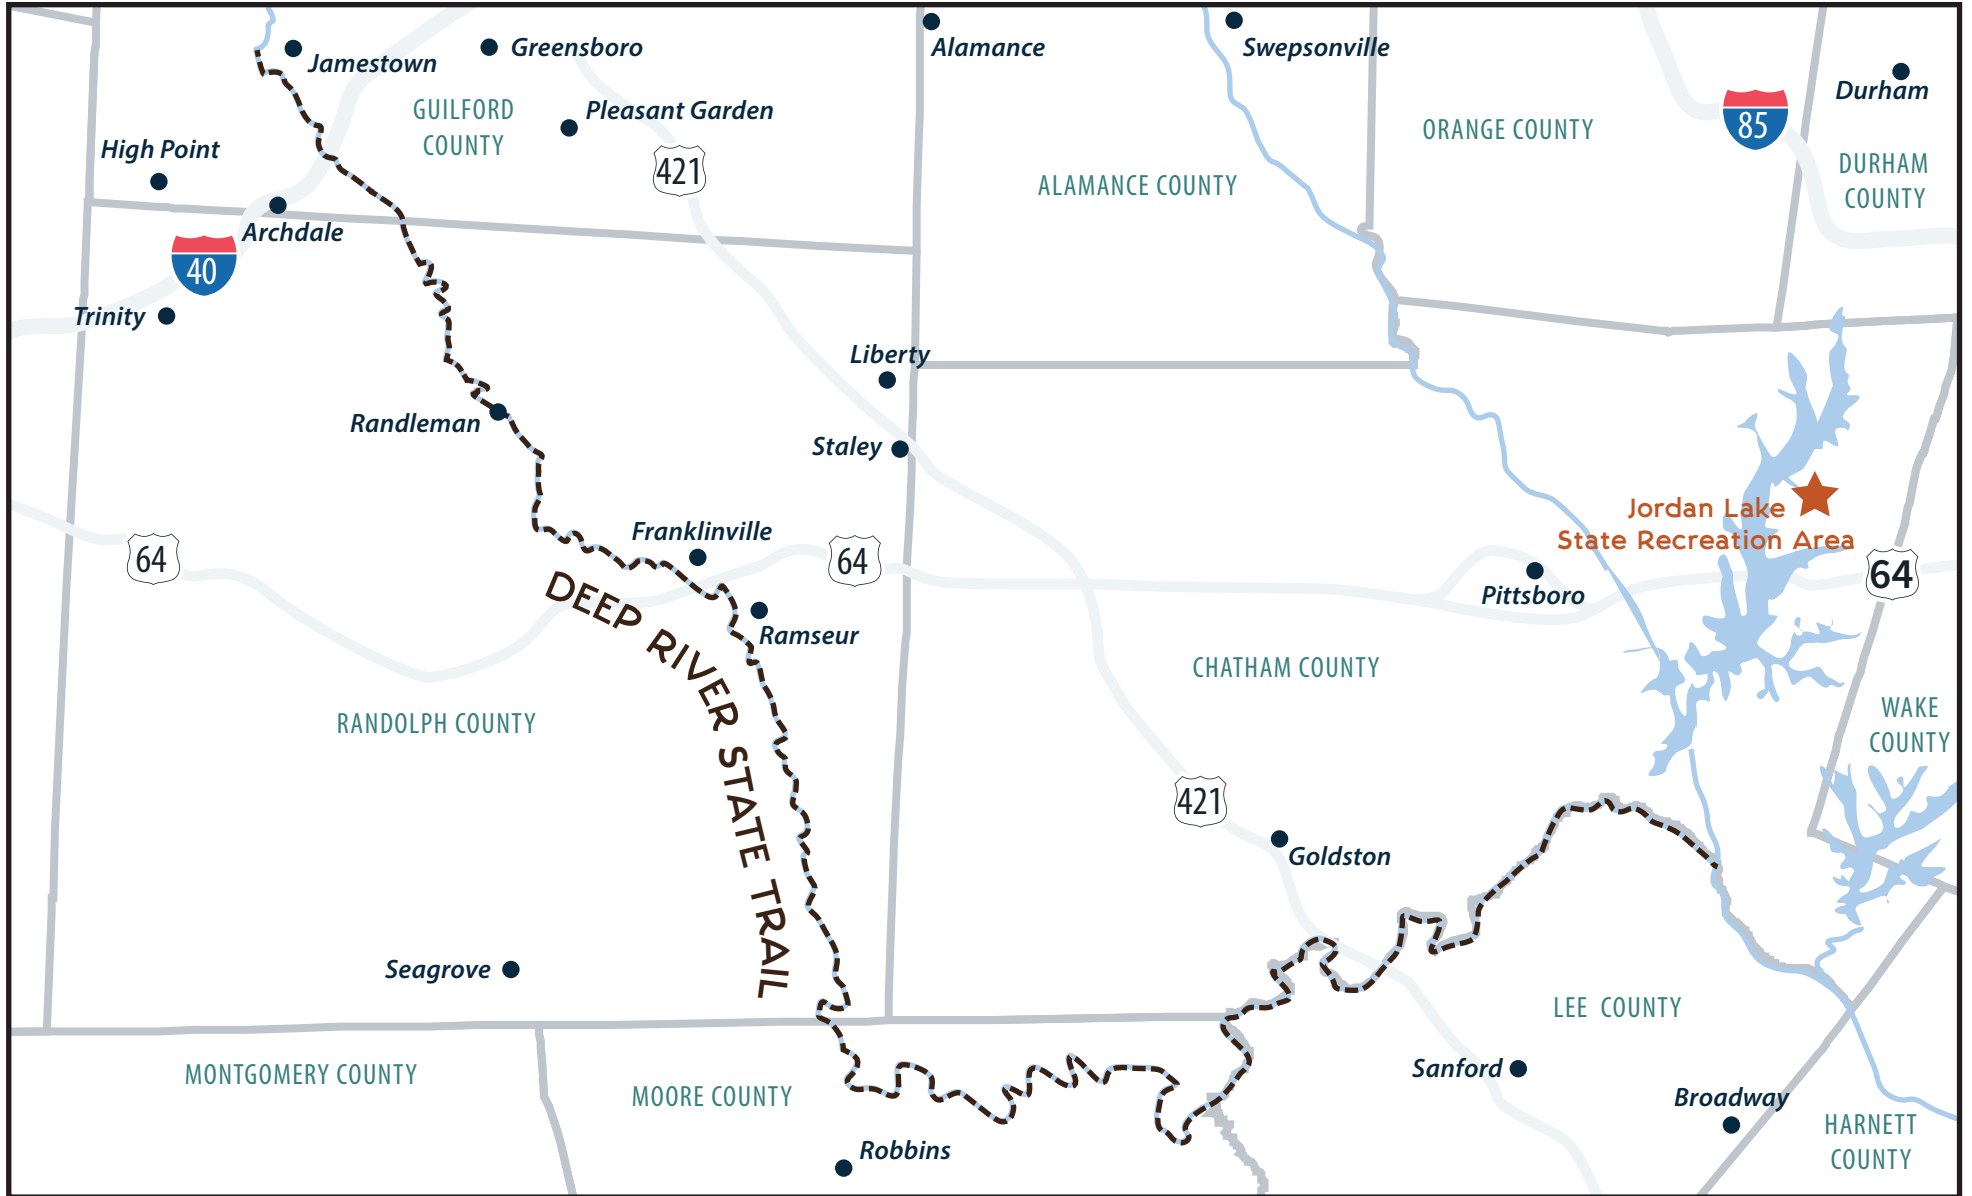 Jamestown
Greensboro
Alamance
Swepsonville
Durham
GUILFORD
COUNTY
Pleasant Garden
85
ORANGE COUNTY
High Point
421
DURHAM
COUNTY
ALAMANCE COUNTY
Archdale
40
Trinity
Liberty
Randleman
Staley
Jordan Lake
State Recreation Area
Franklinville
64
64
64
Pittsboro
DEEP RIVER STATE TRAIL
Ramseur
CHATHAM COUNTY
RANDOLPH COUNTY
WAKE
COUNTY
421
Goldston
Seagrove
LEE COUNTY
Sanford
MONTGOMERY COUNTY
MOORE COUNTY
Broadway
HARNETT
COUNTY
Robbins